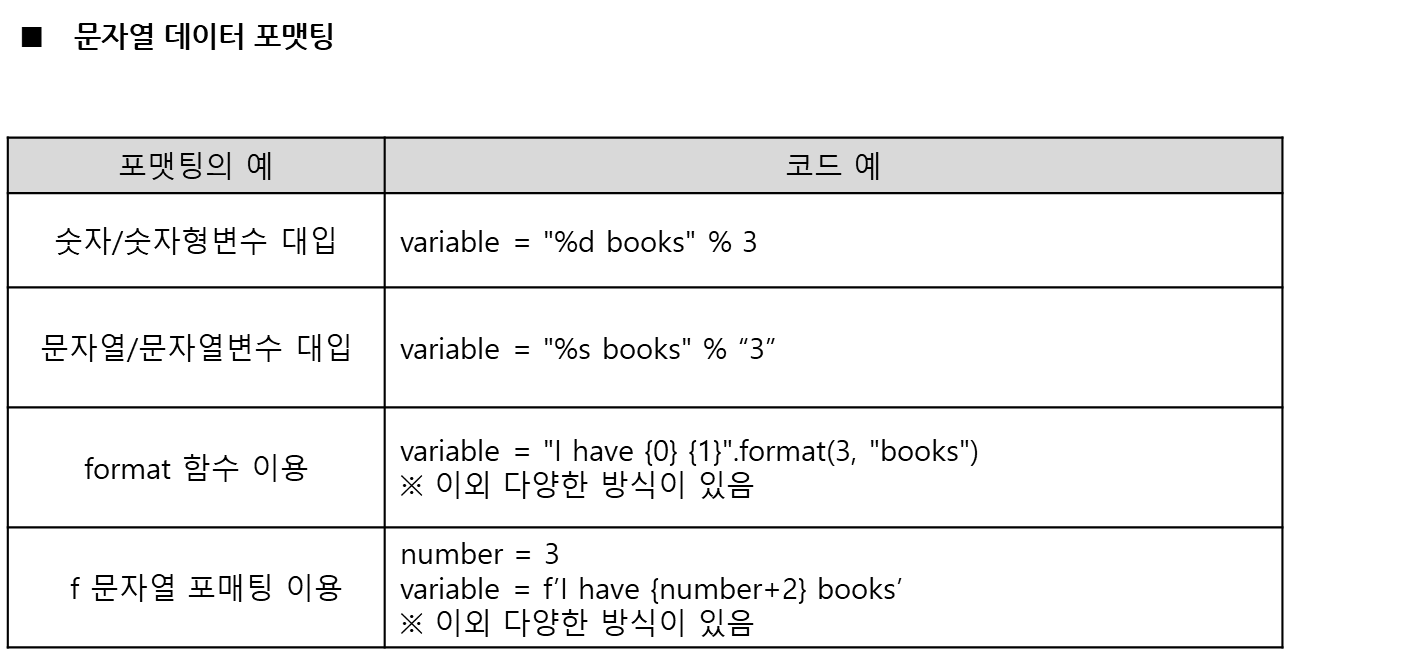 ■ 문자열 데이터 포맷팅
포맷팅의 예
코드 예
숫자/숫자형변수 대입
variable = "%d books" % 3
문자열/문자열변수 대입
variable = "%s books" % “3”
format 함수 이용
variable = "I have {0} {1}".format(3, "books")
※ 이외 다양한 방식이 있음
f 문자열 포매팅 이용
number = 3
variable = f‘I have {number+2} books’
※ 이외 다양한 방식이 있음